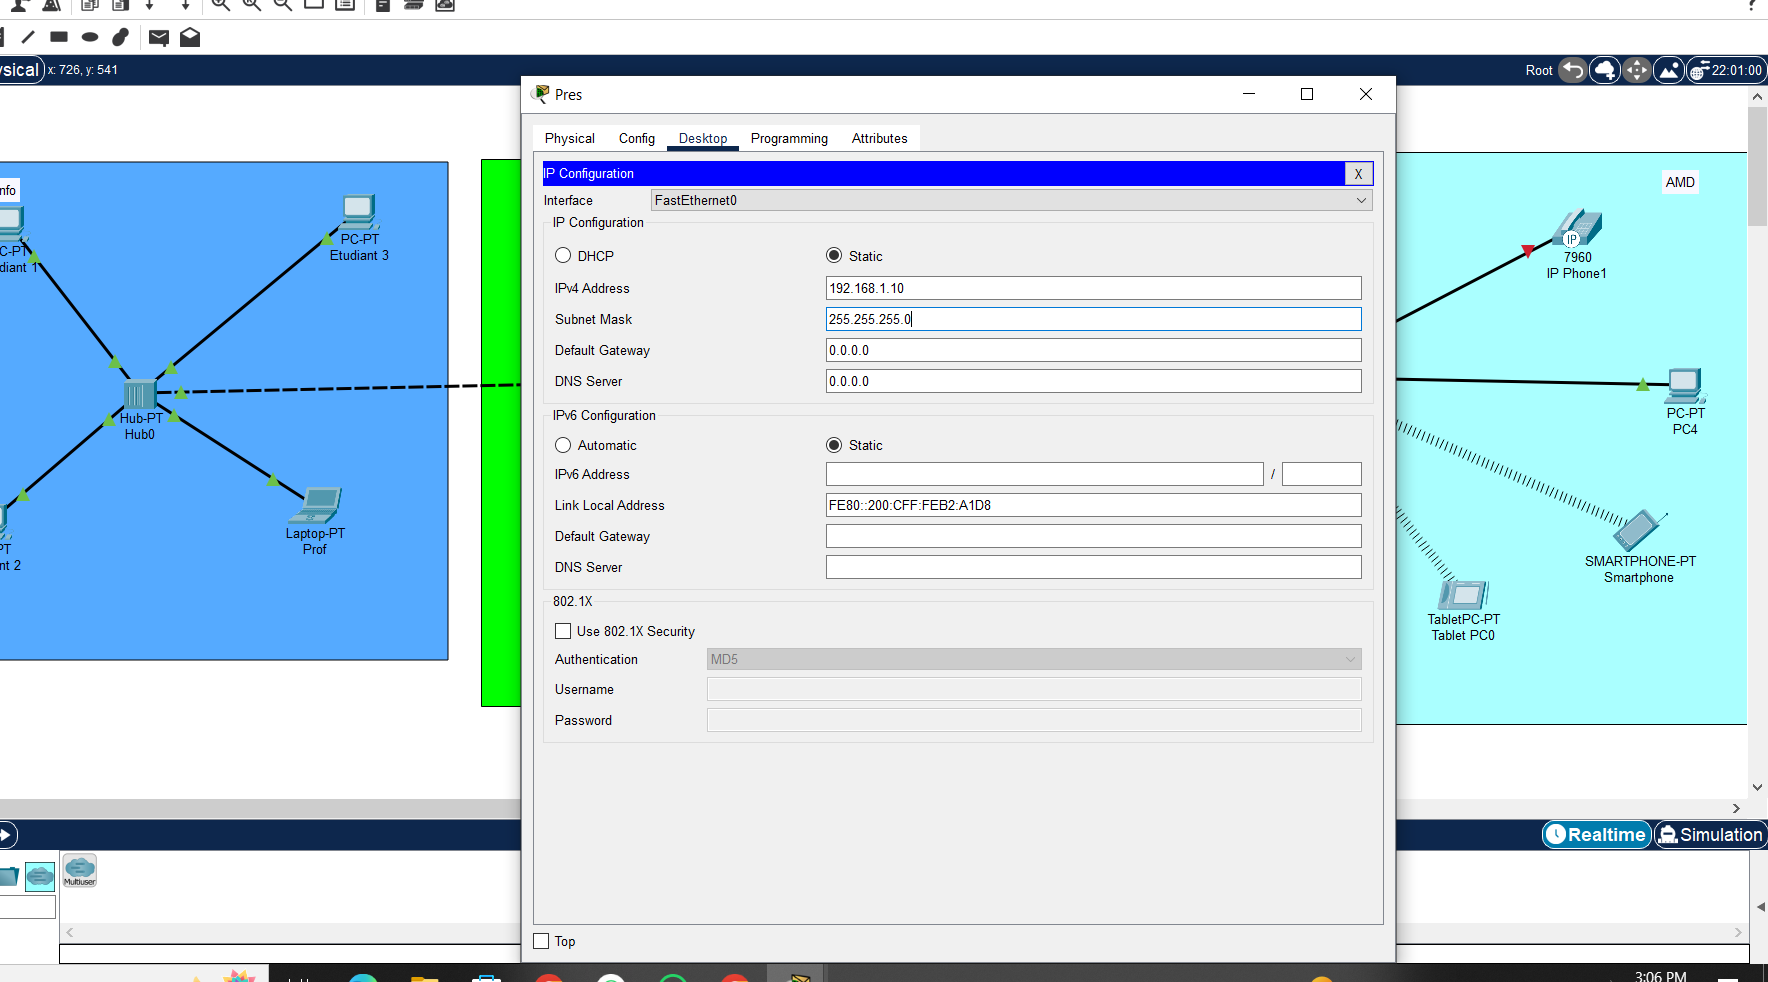 ?
ysical
x: 726, y: 541
Root
22:01:00
Pres
Physical
Config
Desktop
Programming
Attributes
IP Configuration
X
Interface
FastEthernet0
IP Configuration
DHCP
Static
IPv4 Address
192.168.1.10
Subnet Mask
255.255.255.0
Default Gateway
0.0.0.0
DNS Server
0.0.0.0
IPv6 Configuration
Automatic
Static
IPv6 Address
/
Link Local Address
FE80::200:CFF:FEB2:A1D8
Default Gateway
DNS Server
802.1X
Use 802.1X Security
Authentication
MD5
Username
Password
Top
nfo
C-PT
diant 1
PC-PT
Etudiant 3
Hub-PT
Hub0
Laptop-PT
Prof
PT
nt 2
AMD
IP
7960
IP Phone1
PC-PT
PC4
SMARTPHONE-PT
Smartphone
TabletPC-PT
Tablet PC0
Realtime
Simulation
Multiuser
3:06 PM